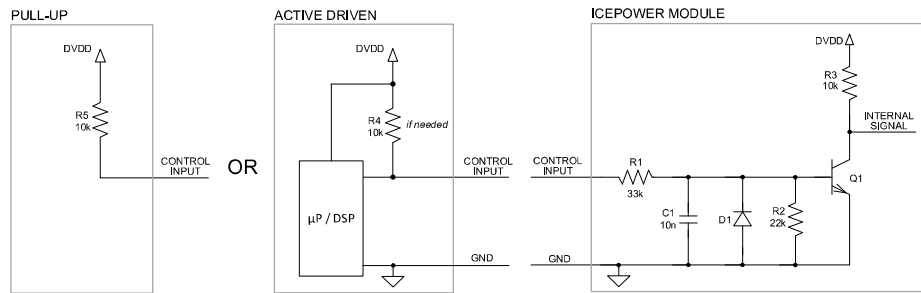 PULL-UP
DVDD
R5
10k
CONTROL
INPUT
OR
ACTIVE DRIVEN
DVDD
R4
10k
if needed
µP / DSP
CONTROL
INPUT
GND
ICEPOWER MODULE
CONTROL
INPUT
R1
33k
C1
10n
D1
R2
22k
DVDD
R3
10k
INTERNAL
SIGNAL
Q1
GND